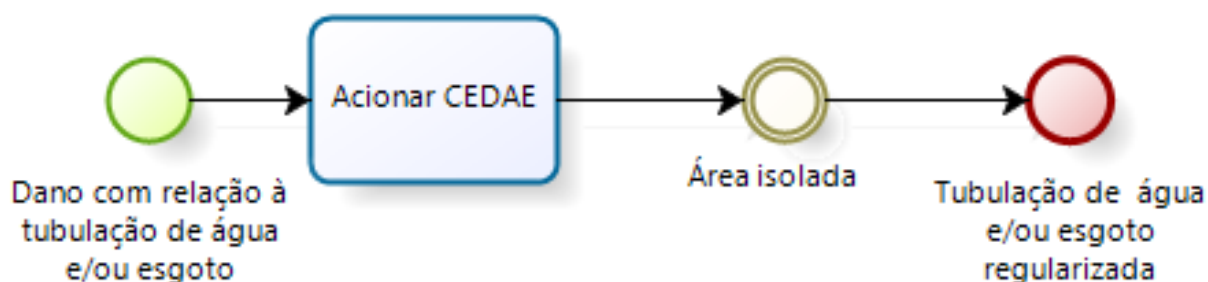 Acionar CEDAE
Dano com relação à
tubulação de água
e/ou esgoto
Área isolada
Tubulação de água
e/ou esgoto
regularizada